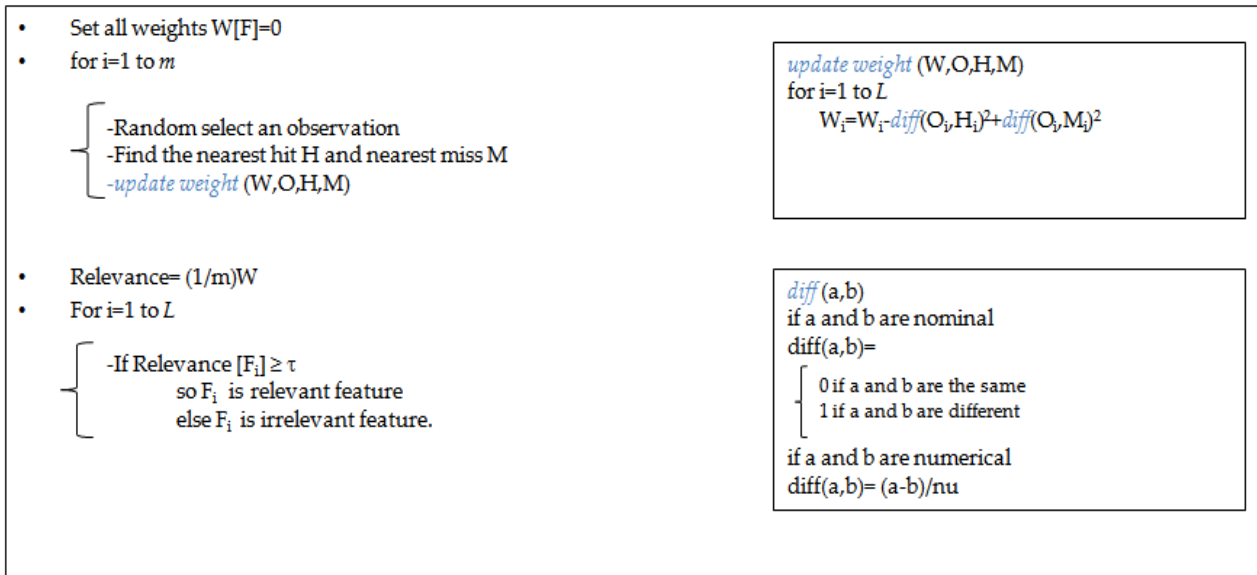 • Set all weights W[F]=0
• for i=1 to m
-Random select an observation
-Find the nearest hit H and nearest miss M
-update weight (W,O,H,M)
• Relevance= (1/m)W
• For i=1 to L
-If Relevance [Fᵢ] ≥ τ
so Fᵢ is relevant feature
else Fᵢ is irrelevant feature.
update weight (W,O,H,M)
for i=1 to L
Wᵢ=Wᵢ-diff(Oᵢ,Hᵢ)²+diff(Oᵢ,Mᵢ)²
diff (a,b)
if a and b are nominal
diff(a,b)=
0 if a and b are the same
1 if a and b are different
if a and b are numerical
diff(a,b)= (a-b)/nu